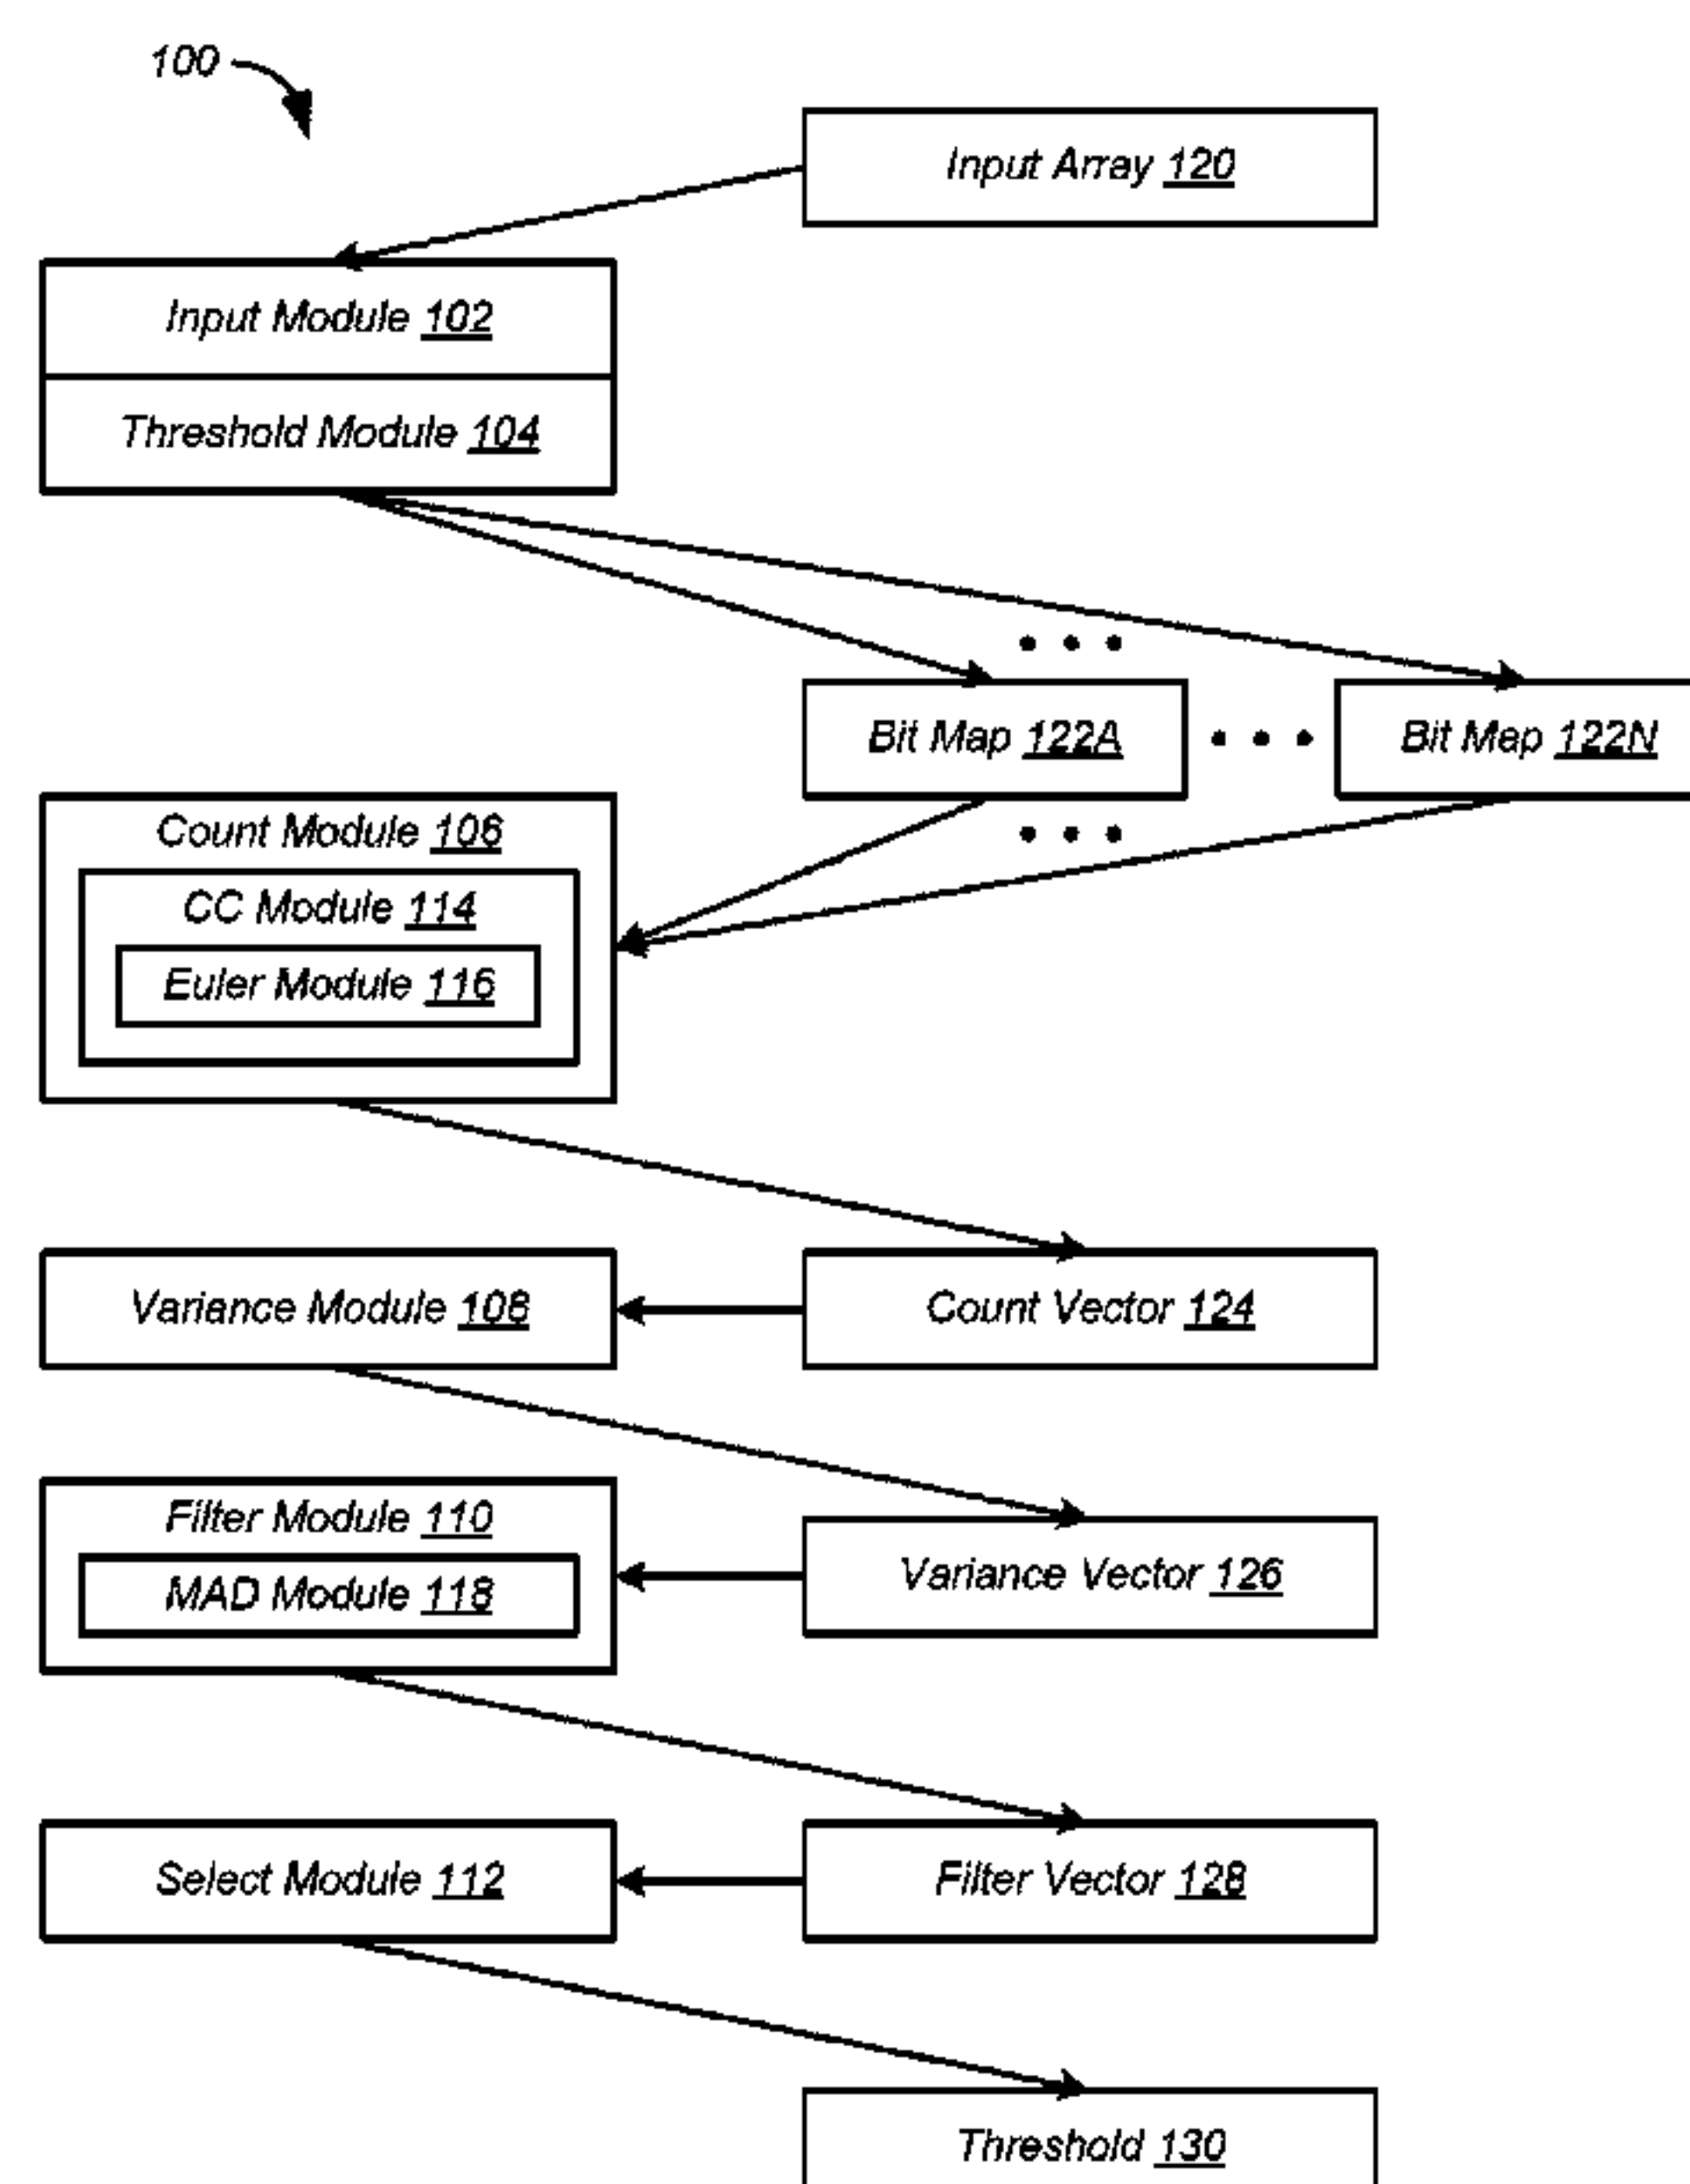 100
Input Array 120
Input Module 102
Threshold Module 104
Bit Map 122A
Bit Map 122N
Count Module 106
CC Module 114
Euler Module 116
Variance Module 108
Count Vector 124
Filter Module 110
MAD Module 118
Variance Vector 126
Select Module 112
Filter Vector 128
Threshold 130